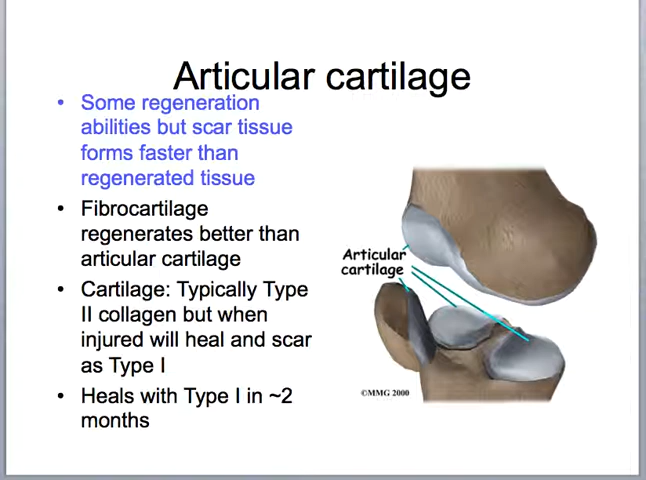 Articular cartilage
• Some regeneration
abilities but scar tissue
forms faster than
regenerated tissue
• Fibrocartilage
regenerates better than
articular cartilage
• Cartilage: Typically Type
II collagen but when
injured will heal and scar
as Type I
• Heals with Type I in ~2
months
Articular
cartilage
©MMG 2000